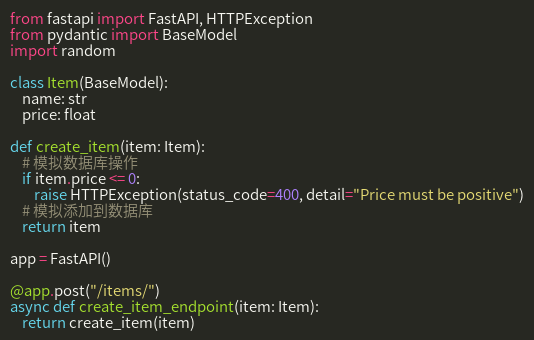 from fastapi import FastAPI, HTTPException
from pydantic import BaseModel
import random

class Item(BaseModel):
    name: str
    price: float

def create_item(item: Item):
    # 模拟数据库操作
    if item.price <= 0:
        raise HTTPException(status_code=400, detail="Price must be positive")
    # 模拟添加到数据库
    return item

app = FastAPI()

@app.post("/items/")
async def create_item_endpoint(item: Item):
    return create_item(item)